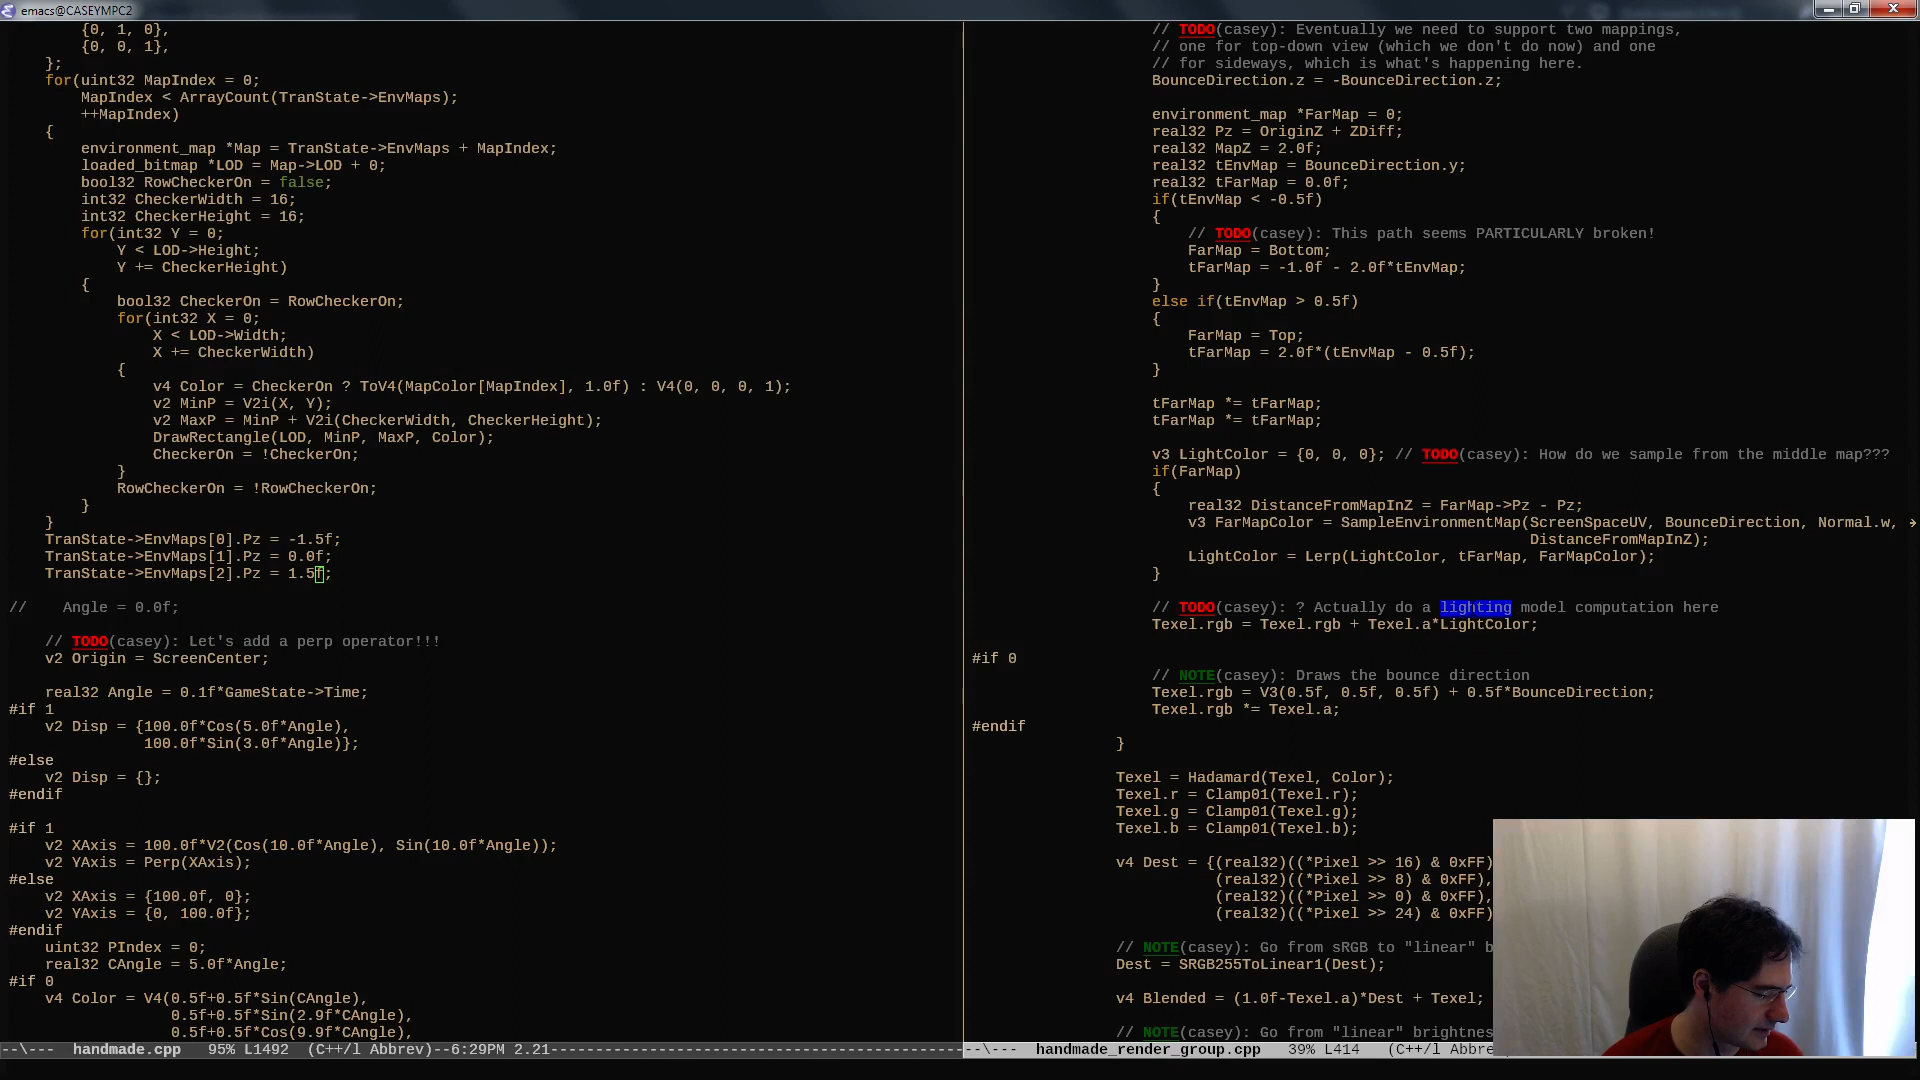 emacs@CASEYMPC2
        {0, 1, 0},
        {0, 0, 1},
    };
    for(uint32 MapIndex = 0;
        MapIndex < ArrayCount(TranState->EnvMaps);
        ++MapIndex)
    {
        environment_map *Map = TranState->EnvMaps + MapIndex;
        loaded_bitmap *LOD = Map->LOD + 0;
        bool32 RowCheckerOn = false;
        int32 CheckerWidth = 16;
        int32 CheckerHeight = 16;
        for(int32 Y = 0;
            Y < LOD->Height;
            Y += CheckerHeight)
        {
            bool32 CheckerOn = RowCheckerOn;
            for(int32 X = 0;
                X < LOD->Width;
                X += CheckerWidth)
            {
                v4 Color = CheckerOn ? ToV4(MapColor[MapIndex], 1.0f) : V4(0, 0, 0, 1);
                v2 MinP = V2i(X, Y);
                v2 MaxP = MinP + V2i(CheckerWidth, CheckerHeight);
                DrawRectangle(LOD, MinP, MaxP, Color);
                CheckerOn = !CheckerOn;
            }
            RowCheckerOn = !RowCheckerOn;
        }
    }
    TranState->EnvMaps[0].Pz = -1.5f;
    TranState->EnvMaps[1].Pz = 0.0f;
    TranState->EnvMaps[2].Pz = 1.5f;
//    Angle = 0.0f;
    // TODO(casey): Let's add a perp operator!!!
    v2 Origin = ScreenCenter;
    real32 Angle = 0.1f*GameState->Time;
#if 1
    v2 Disp = {100.0f*Cos(5.0f*Angle),
               100.0f*Sin(3.0f*Angle)};
#else
    v2 Disp = {};
#endif
#if 1
    v2 XAxis = 100.0f*V2(Cos(10.0f*Angle), Sin(10.0f*Angle));
    v2 YAxis = Perp(XAxis);
#else
    v2 XAxis = {100.0f, 0};
    v2 YAxis = {0, 100.0f};
#endif
    uint32 PIndex = 0;
    real32 CAngle = 5.0f*Angle;
#if 0
    v4 Color = V4(0.5f+0.5f*Sin(CAngle),
                  0.5f+0.5f*Sin(2.9f*CAngle),
                  0.5f+0.5f*Cos(9.9f*CAngle),
--\--- handmade.cpp 95% L1492 (C++/l Abbrev)--6:29PM 2.21
// TODO(casey): Eventually we need to support two mappings,
// one for top-down view (which we don't do now) and one
// for sideways, which is what's happening here.
BounceDirection.z = -BounceDirection.z;
environment_map *FarMap = 0;
real32 Pz = OriginZ + ZDiff;
real32 MapZ = 2.0f;
real32 tEnvMap = BounceDirection.y;
real32 tFarMap = 0.0f;
if(tEnvMap < -0.5f)
{
    // TODO(casey): This path seems PARTICULARLY broken!
    FarMap = Bottom;
    tFarMap = -1.0f - 2.0f*tEnvMap;
}
else if(tEnvMap > 0.5f)
{
    FarMap = Top;
    tFarMap = 2.0f*(tEnvMap - 0.5f);
}
tFarMap *= tFarMap;
tFarMap *= tFarMap;
v3 LightColor = {0, 0, 0}; // TODO(casey): How do we sample from the middle map???
if(FarMap)
{
    real32 DistanceFromMapInZ = FarMap->Pz - Pz;
    v3 FarMapColor = SampleEnvironmentMap(ScreenSpaceUV, BounceDirection, Normal.w,
                                          DistanceFromMapInZ);
    LightColor = Lerp(LightColor, tFarMap, FarMapColor);
}
// TODO(casey): ? Actually do a lighting model computation here
Texel.rgb = Texel.rgb + Texel.a*LightColor;
#if 0
// NOTE(casey): Draws the bounce direction
Texel.rgb = V3(0.5f, 0.5f, 0.5f) + 0.5f*BounceDirection;
Texel.rgb *= Texel.a;
#endif
}
Texel = Hadamard(Texel, Color);
Texel.r = Clamp01(Texel.r);
Texel.g = Clamp01(Texel.g);
Texel.b = Clamp01(Texel.b);
v4 Dest = {(real32)((*Pixel >> 16) & 0xFF)
           (real32)((*Pixel >> 8) & 0xFF),
           (real32)((*Pixel >> 0) & 0xFF),
           (real32)((*Pixel >> 24) & 0xFF)
// NOTE(casey): Go from sRGB to "linear" b
Dest = SRGB255ToLinear1(Dest);
v4 Blended = (1.0f-Texel.a)*Dest + Texel;
// NOTE(casey): Go from "linear" brightnes
--\--- handmade_render_group.cpp 39% L414 (C++/l Abbre